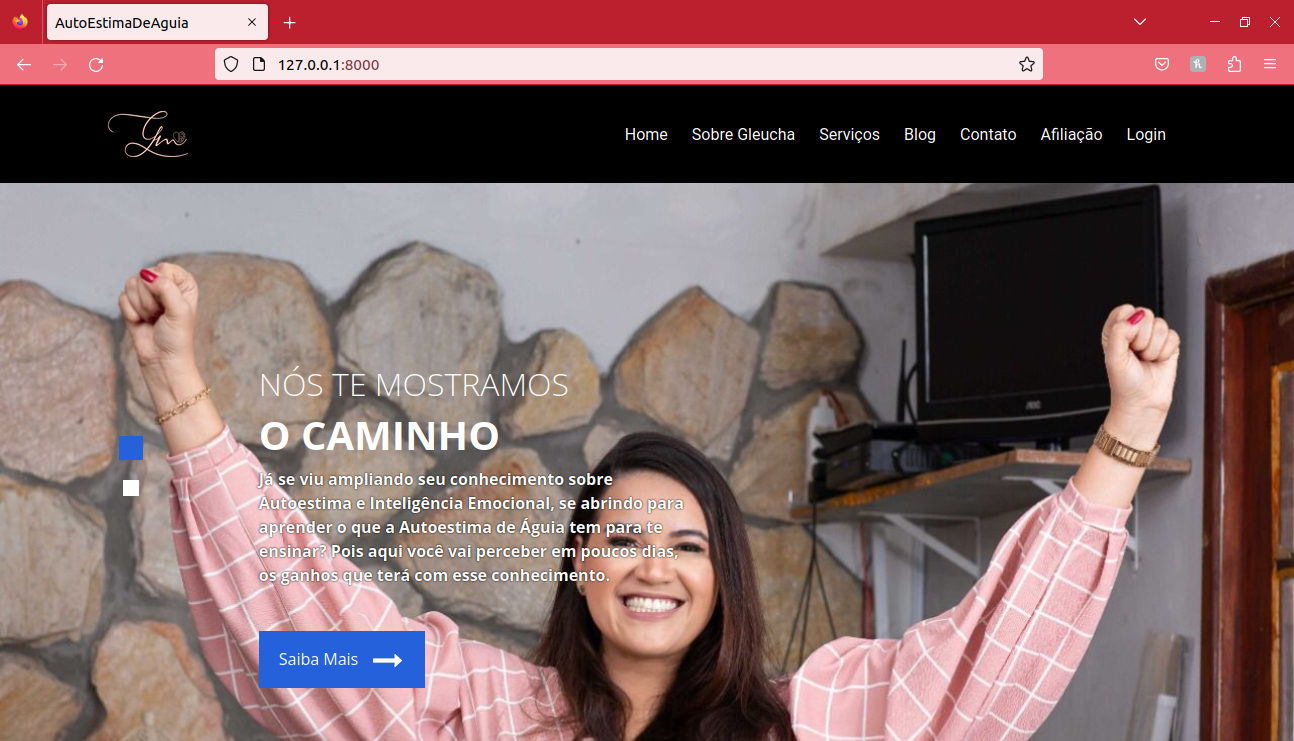 AutoEstimaDeAguia
127.0.0.1:8000
Gm
Home Sobre Gleucha Serviços Blog Contato Afiliação Login
NÓS TE MOSTRAMOS
O CAMINHO
Já se viu ampliando seu conhecimento sobre
Autoestima e Inteligência Emocional, se abrindo para
aprender o que a Autoestima de Águia tem para te
ensinar? Pois aqui você vai perceber em poucos dias,
os ganhos que terá com esse conhecimento.
Saiba Mais